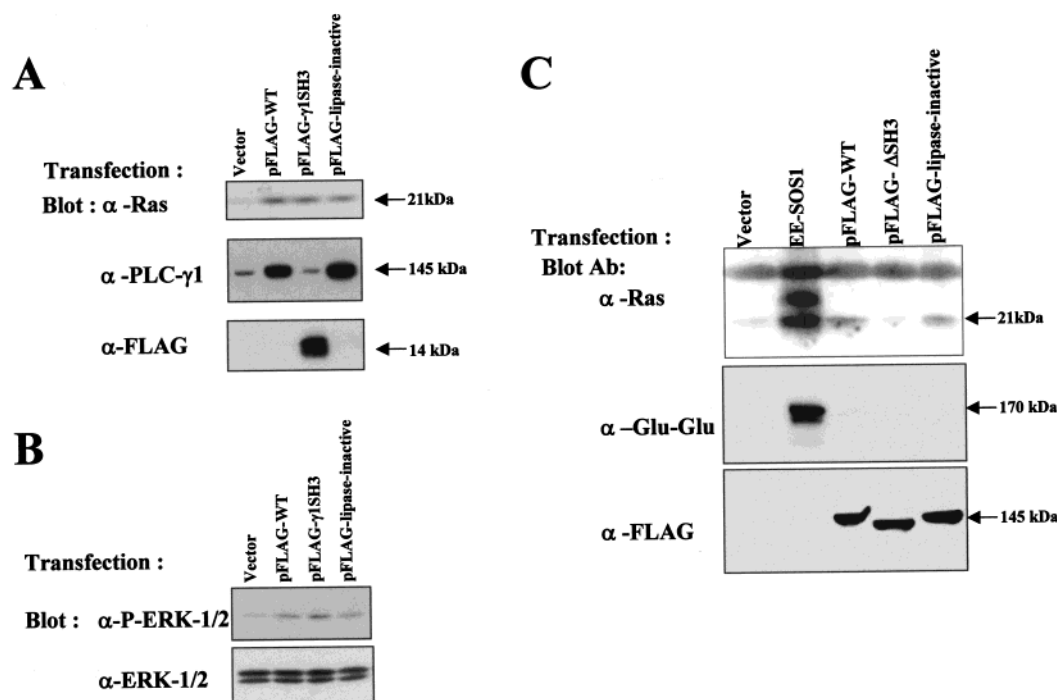 A
Vector
pFLAG-WT
pFLAG-γ1SH3
pFLAG-lipase-inactive
Transfection :
Blot : α -Ras
21kDa
α -PLC-γ1
145 kDa
α-FLAG
14 kDa
B
Vector
pFLAG-WT
pFLAG-γ1SH3
pFLAG-lipase-inactive
Transfection :
Blot : α-P-ERK-1/2
α-ERK-1/2
C
Vector
EE-SOS1
pFLAG-WT
pFLAG- ΔSH3
pFLAG-lipase-inactive
Transfection :
Blot Ab:
α -Ras
21kDa
α –Glu-Glu
170 kDa
α -FLAG
145 kDa